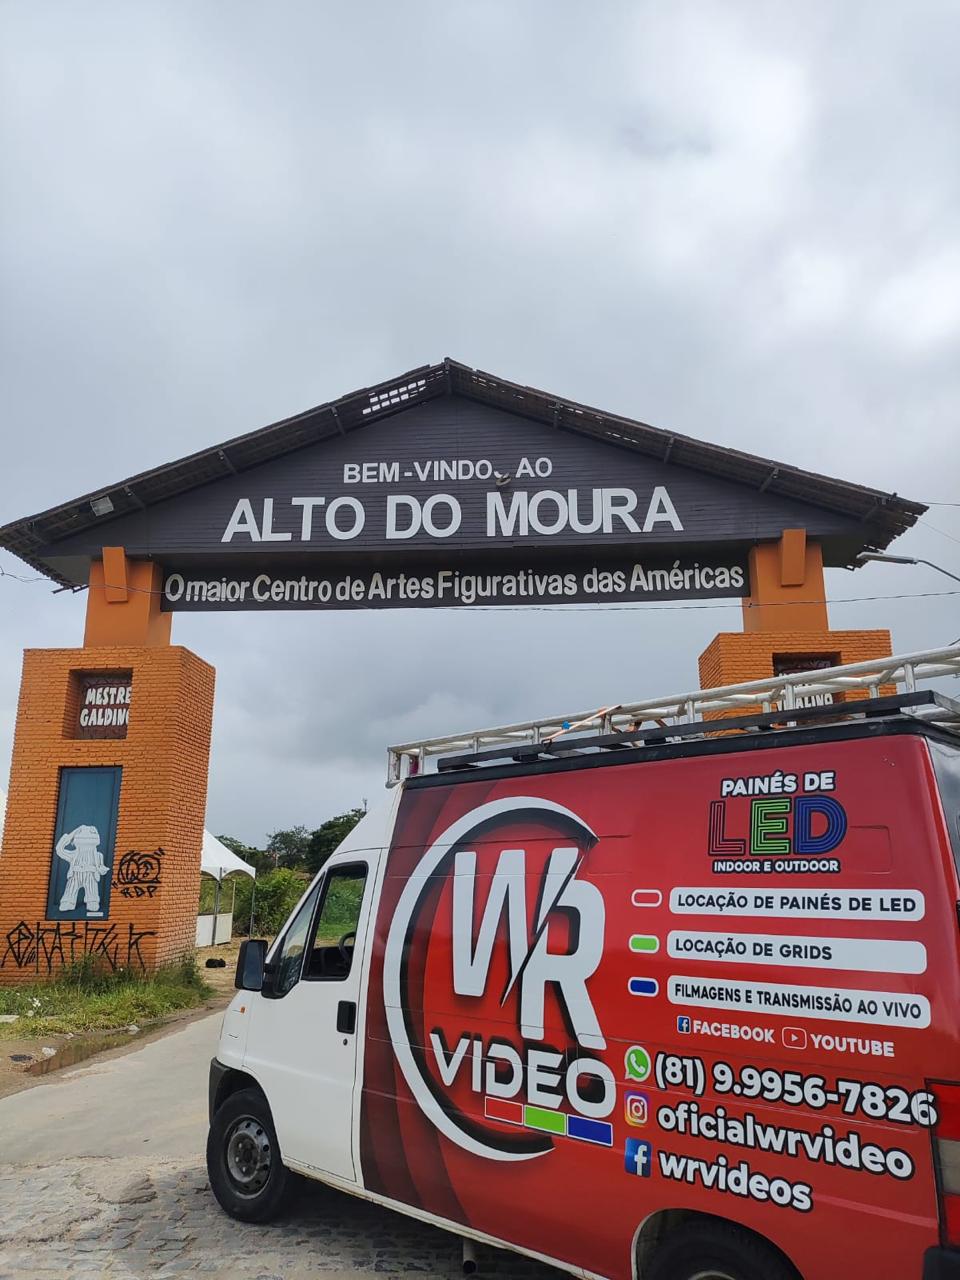 BEM-VINDO AO
ALTO DO MOURA
O maior Centro de Artes Figurativas das Américas
MESTRE
GALDINO
WR
VIDEO
PAINÉS DE
LED
INDOOR E OUTDOOR
LOCAÇÃO DE PAINÉS DE LED
LOCAÇÃO DE GRIDS
FILMAGENS E TRANSMISSÃO AO VIVO
FACEBOOK YOUTUBE
(81) 9.9956-7826
oficialwrvideo
wrvideos